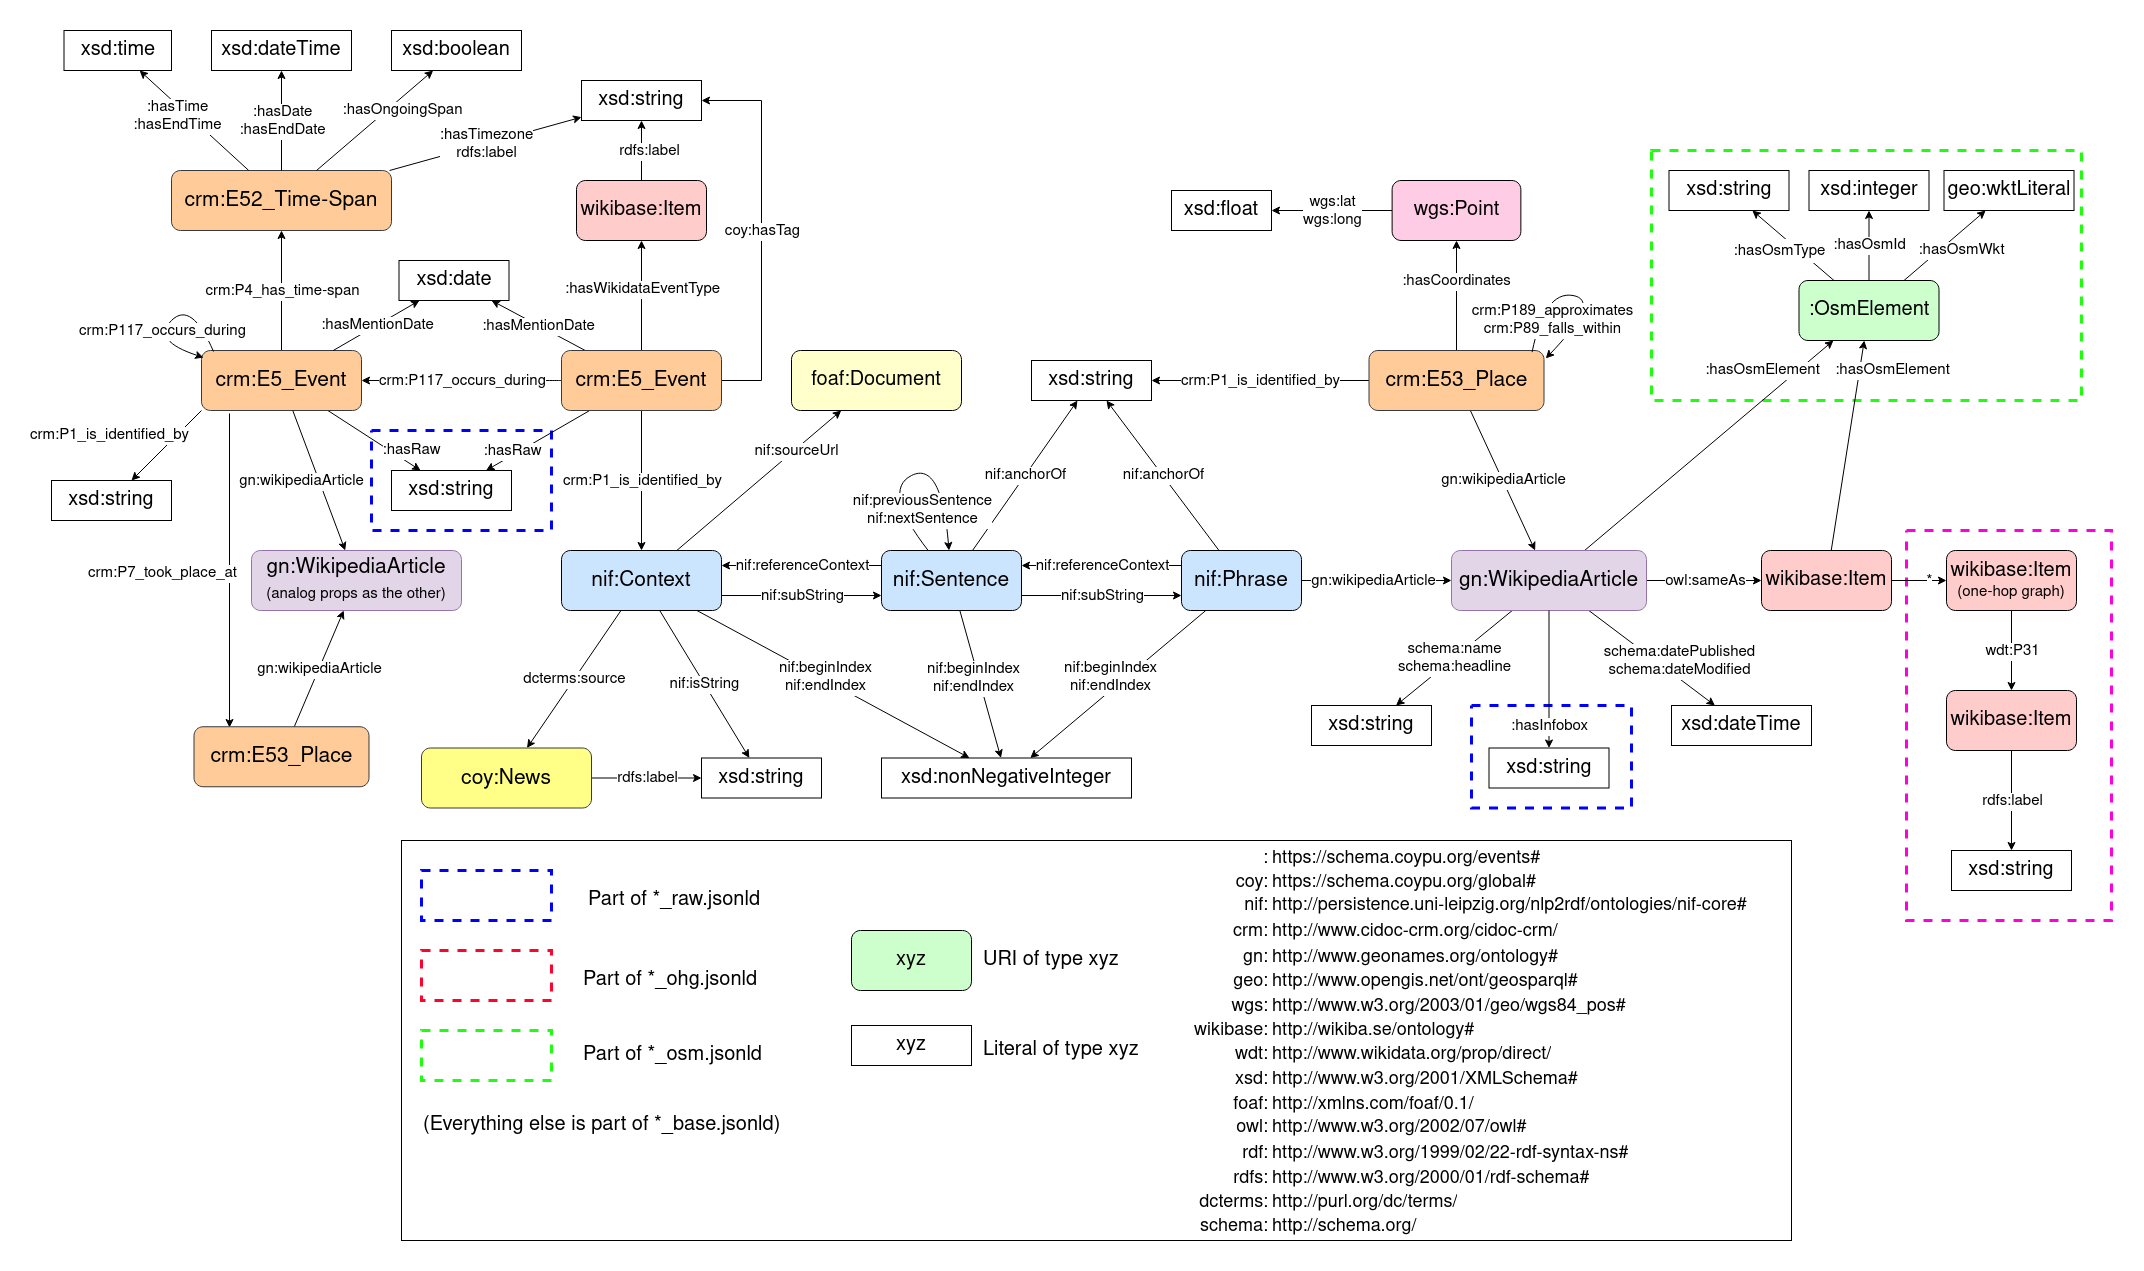 xsd:time
xsd:dateTime
xsd:boolean
xsd:string
:hasTime
:hasEndTime
:hasDate
:hasEndDate
:hasOngoingSpan
:hasTimezone
rdfs:label
rdfs:label
crm:E52_Time-Span
wikibase:Item
coy:hasTag
xsd:float
wgs:lat
wgs:long
wgs:Point
xsd:string
xsd:integer
geo:wktLiteral
:hasOsmType
:hasOsmId
:hasOsmWkt
crm:P4_has_time-span
xsd:date
:hasWikidataEventType
:hasCoordinates
:OsmElement
crm:P117_occurs_during
:hasMentionDate
:hasMentionDate
crm:P189_approximates
crm:P89_falls_within
crm:E5_Event
crm:P117_occurs_during
crm:E5_Event
foaf:Document
xsd:string
crm:P1_is_identified_by
crm:E53_Place
:hasOsmElement
:hasOsmElement
crm:P1_is_identified_by
:hasRaw
:hasRaw
nif:sourceUrl
xsd:string
gn:wikipediaArticle
xsd:string
crm:P1_is_identified_by
nif:previousSentence
nif:nextSentence
nif:anchorOf
nif:anchorOf
gn:wikipediaArticle
crm:P7_took_place_at
gn:WikipediaArticle
(analog props as the other)
nif:Context
nif:referenceContext
nif:subString
nif:Sentence
nif:referenceContext
nif:subString
nif:Phrase
gn:wikipediaArticle
gn:WikipediaArticle
owl:sameAs
wikibase:Item
*
wikibase:Item
(one-hop graph)
gn:wikipediaArticle
dcterms:source
nif:isString
nif:beginIndex
nif:endIndex
nif:beginIndex
nif:endIndex
nif:beginIndex
nif:endIndex
schema:name
schema:headline
schema:datePublished
schema:dateModified
wdt:P31
crm:E53_Place
coy:News
rdfs:label
xsd:string
xsd:nonNegativeInteger
xsd:string
:hasInfobox
xsd:string
xsd:dateTime
wikibase:Item
rdfs:label
xsd:string
Part of *_raw.jsonld
Part of *_ohg.jsonld
Part of *_osm.jsonld
(Everything else is part of *_base.jsonld)
xyz
URI of type xyz
xyz
Literal of type xyz
: https://schema.coypu.org/events#
coy: https://schema.coypu.org/global#
nif: http://persistence.uni-leipzig.org/nlp2rdf/ontologies/nif-core#
crm: http://www.cidoc-crm.org/cidoc-crm/
gn: http://www.geonames.org/ontology#
geo: http://www.opengis.net/ont/geosparql#
wgs: http://www.w3.org/2003/01/geo/wgs84_pos#
wikibase: http://wikiba.se/ontology#
wdt: http://www.wikidata.org/prop/direct/
xsd: http://www.w3.org/2001/XMLSchema#
foaf: http://xmlns.com/foaf/0.1/
owl: http://www.w3.org/2002/07/owl#
rdf: http://www.w3.org/1999/02/22-rdf-syntax-ns#
rdfs: http://www.w3.org/2000/01/rdf-schema#
dcterms: http://purl.org/dc/terms/
schema: http://schema.org/